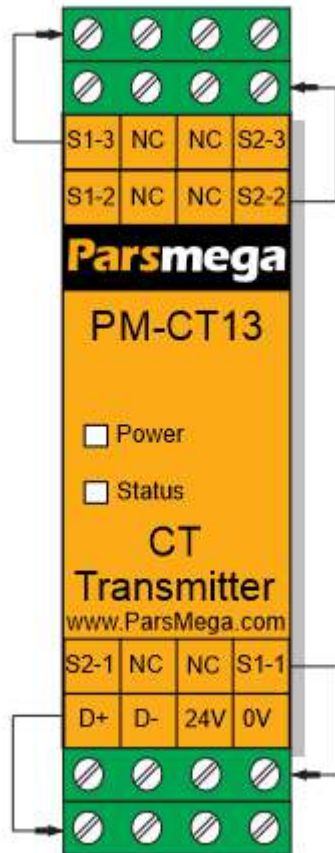 S1-3 NC NC S2-3
S1-2 NC NC S2-2
Parsmega
PM-CT13
Power
Status
CT
Transmitter
www.ParsMega.com
S2-1 NC NC S1-1
D+ D- 24V 0V